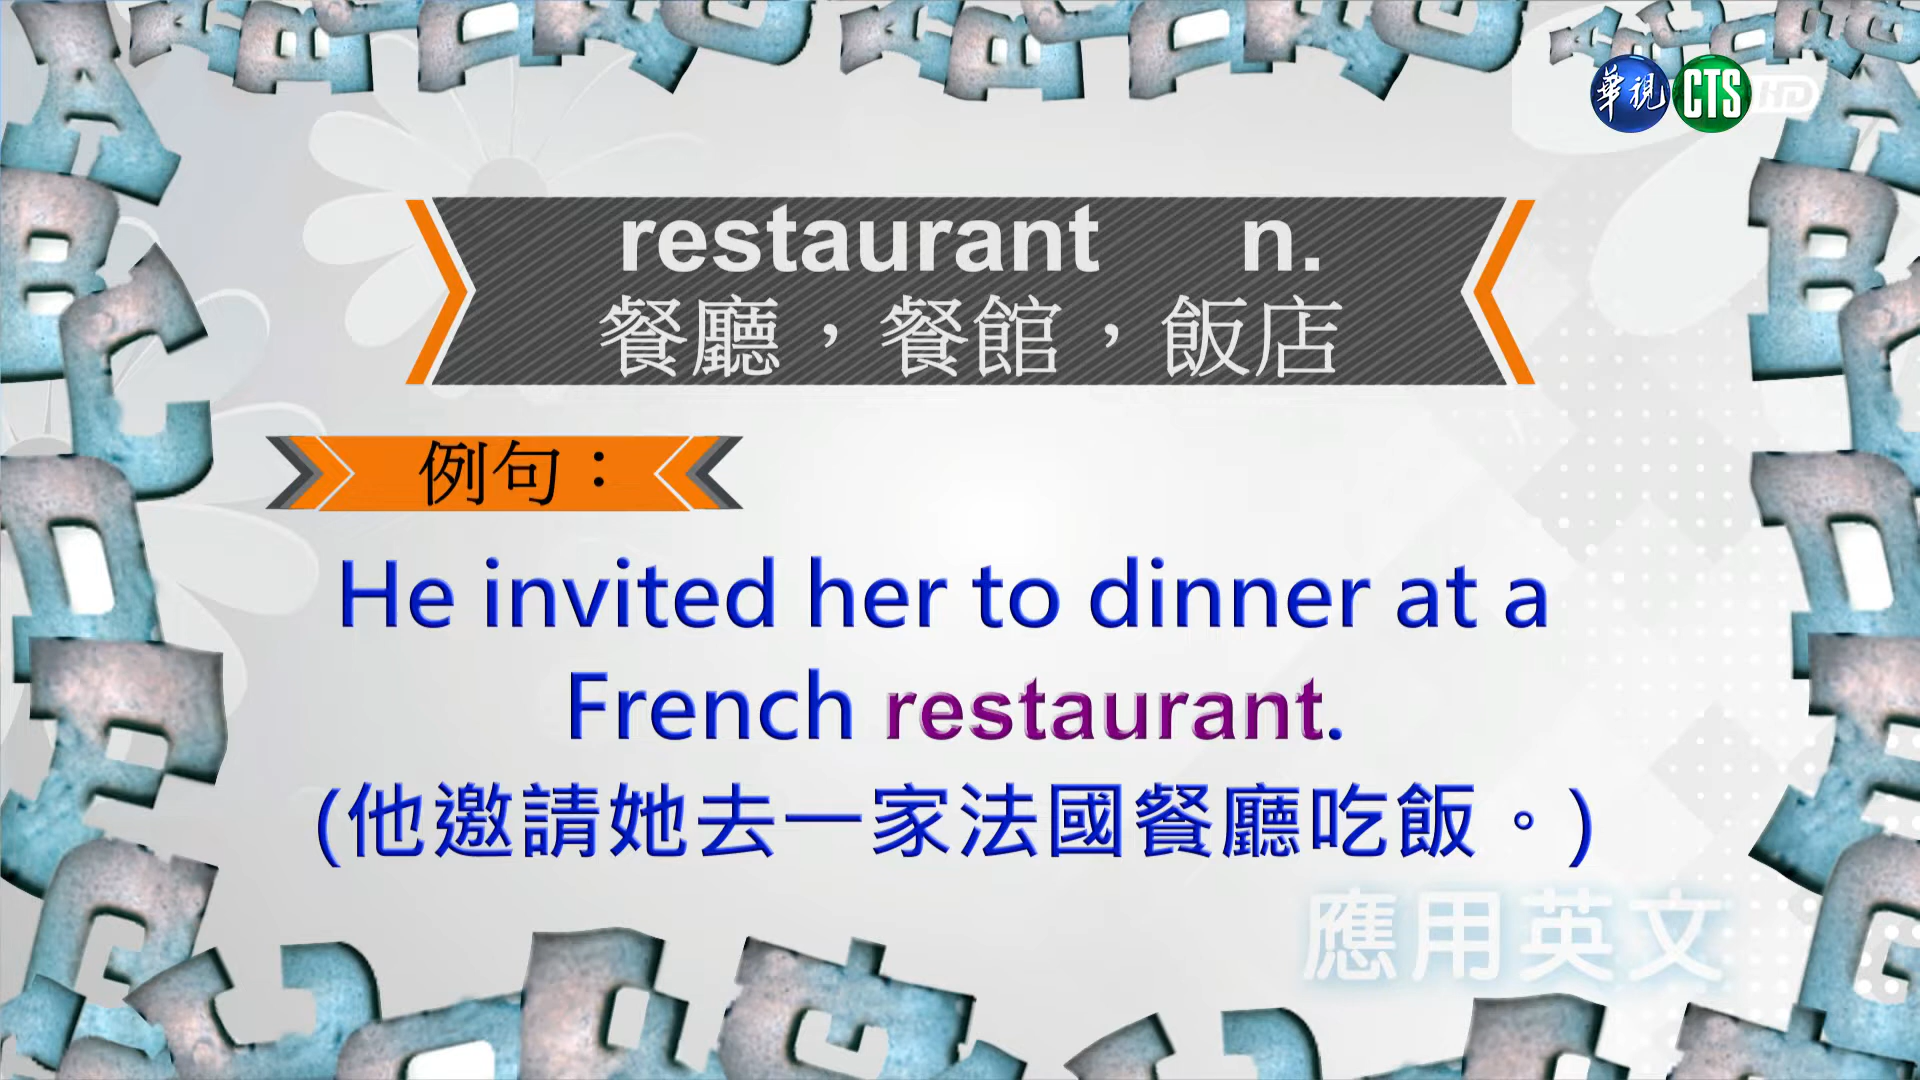 華視 CTS HD
restaurant n.
餐廳，餐館，飯店
例句：
He invited her to dinner at a
French restaurant.
(他邀請她去一家法國餐廳吃飯。)
應用英文